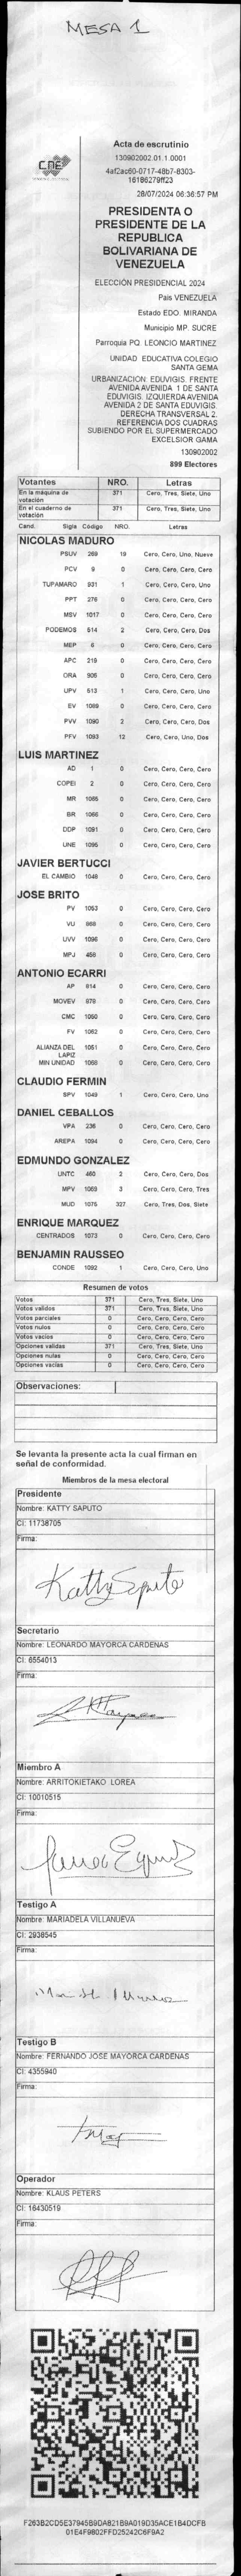 MESA 1
CNE
Acta de escrutinio
130902002.01.1.0001
4af2ac60-0717-48b7-8303-
16186279ff23
28/07/2024 06:36:57 PM
PRESIDENTA O
PRESIDENTE DE LA
REPUBLICA
BOLIVARIANA DE
VENEZUELA
ELECCIÓN PRESIDENCIAL 2024
Pais VENEZUELA
Estado EDO. MIRANDA
Municipio MP. SUCRE
Parroquia PQ. LEONCIO MARTINEZ
UNIDAD EDUCATIVA COLEGIO
SANTA GEMA
URBANIZACION: EDUVIGIS. FRENTE
AVENIDA AVENIDA 1 DE SANTA
EDUVIGIS. IZQUIERDA AVENIDA
AVENIDA 2 DE SANTA EDUVIGIS.
DERECHA TRANSVERSAL 2.
REFERENCIA DOS CUADRAS
SUBIENDO POR EL SUPERMERCADO
EXCELSIOR GAMA
130902002
899 Electores
Votantes NRO. Letras
En la máquina de votación 371 Cero, Tres, Siete, Uno
En el cuaderno de votación 371 Cero, Tres, Siete, Uno
Cand. Sigla Código NRO. Letras
NICOLAS MADURO
PSUV 269 19 Cero, Cero, Uno, Nueve
PCV 9 0 Cero, Cero, Cero, Cero
TUPAMARO 931 1 Cero, Cero, Cero, Uno
PPT 276 0 Cero, Cero, Cero, Cero
MSV 1017 0 Cero, Cero, Cero, Cero
PODEMOS 514 2 Cero, Cero, Cero, Dos
MEP 6 0 Cero, Cero, Cero, Cero
APC 219 0 Cero, Cero, Cero, Cero
ORA 906 0 Cero, Cero, Cero, Cero
UPV 513 1 Cero, Cero, Cero, Uno
EV 1089 0 Cero, Cero, Cero, Cero
PVV 1090 2 Cero, Cero, Cero, Dos
PFV 1093 12 Cero, Cero, Uno, Dos
LUIS MARTINEZ
AD 1 0 Cero, Cero, Cero, Cero
COPEI 2 0 Cero, Cero, Cero, Cero
MR 1065 0 Cero, Cero, Cero, Cero
BR 1066 0 Cero, Cero, Cero, Cero
DDP 1091 0 Cero, Cero, Cero, Cero
UNE 1095 0 Cero, Cero, Cero, Cero
JAVIER BERTUCCI
EL CAMBIO 1048 0 Cero, Cero, Cero, Cero
JOSE BRITO
PV 1053 0 Cero, Cero, Cero, Cero
VU 868 0 Cero, Cero, Cero, Cero
UVV 1096 0 Cero, Cero, Cero, Cero
MPJ 458 0 Cero, Cero, Cero, Cero
ANTONIO ECARRI
AP 814 0 Cero, Cero, Cero, Cero
MOVEV 879 0 Cero, Cero, Cero, Cero
CMC 1050 0 Cero, Cero, Cero, Cero
FV 1062 0 Cero, Cero, Cero, Cero
ALIANZA DEL LAPIZ 1051 0 Cero, Cero, Cero, Cero
MIN UNIDAD 1068 0 Cero, Cero, Cero, Cero
CLAUDIO FERMIN
SPV 1049 1 Cero, Cero, Cero, Uno
DANIEL CEBALLOS
VPA 236 0 Cero, Cero, Cero, Cero
AREPA 1094 0 Cero, Cero, Cero, Cero
EDMUNDO GONZALEZ
UNTC 460 2 Cero, Cero, Cero, Dos
MPV 1069 3 Cero, Cero, Cero, Tres
MUD 1075 327 Cero, Tres, Dos, Siete
ENRIQUE MARQUEZ
CENTRADOS 1073 0 Cero, Cero, Cero, Cero
BENJAMIN RAUSSEO
CONDE 1092 1 Cero, Cero, Cero, Uno
Resumen de votos
Votos 371 Cero, Tres, Siete, Uno
Votos validos 371 Cero, Tres, Siete, Uno
Votos parciales 0 Cero, Cero, Cero, Cero
Votos nulos 0 Cero, Cero, Cero, Cero
Votos vacios 0 Cero, Cero, Cero, Cero
Opciones validas 371 Cero, Tres, Siete, Uno
Opciones nulas 0 Cero, Cero, Cero, Cero
Opciones vacias 0 Cero, Cero, Cero, Cero
Observaciones:
Se levanta la presente acta la cual firman en
señal de conformidad.
Miembros de la mesa electoral
Presidente
Nombre: KATTY SAPUTO
CI: 11738705
Firma:
Katty Saputo
Secretario
Nombre: LEONARDO MAYORCA CARDENAS
CI: 6554013
Firma:
Miembro A
Nombre: ARRITOKIETAKO LOREA
CI: 10010515
Firma:
Testigo A
Nombre: MARIADELA VILLANUEVA
CI: 2938545
Firma:
Testigo B
Nombre: FERNANDO JOSE MAYORCA CARDENAS
CI: 4355940
Firma:
Operador
Nombre: KLAUS PETERS
CI: 16430519
Firma:
F263B2CD5E37945B9DA821B9A019D35ACE1B4DCFB
01E4F9802FFD25242C6F9A2